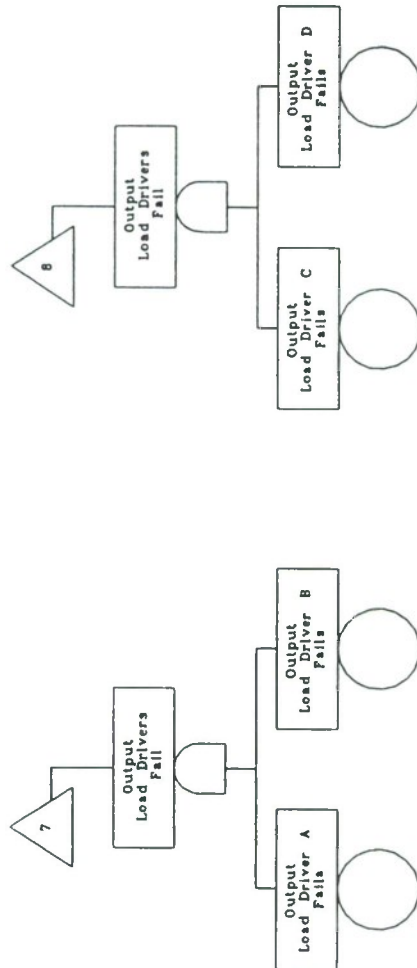 7
Output
Load Drivers
Fail
Output
Load Driver A
Fails
Output
Load Driver B
Fails
8
Output
Load Drivers
Fail
Output
Load Driver C
Fails
Output
Load Driver D
Fails